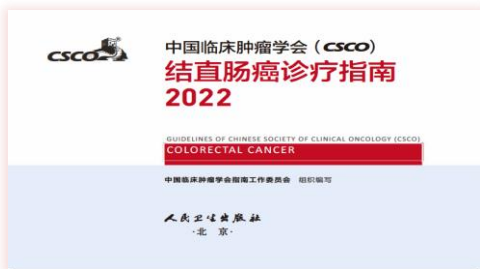 CSCO
中国临床肿瘤学会（CSCO）
结直肠癌诊疗指南
2022
GUIDELINES OF CHINESE SOCIETY OF CLINICAL ONCOLOGY (CSCO)
COLORECTAL CANCER
中国临床肿瘤学会指南工作委员会 组织编写
人民卫生出版社
·北 京·